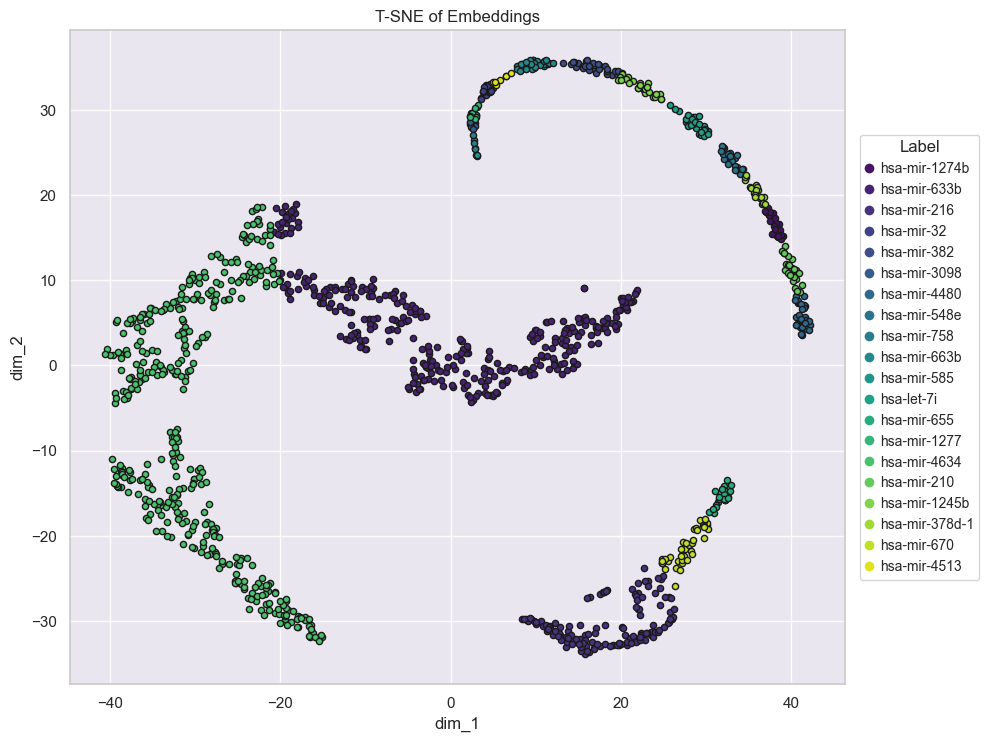 T-SNE of Embeddings
dim_2
30
20
10
0
−10
−20
−30
−40
−20
0
20
40
dim_1
Label
hsa-mir-1274b
hsa-mir-633b
hsa-mir-216
hsa-mir-32
hsa-mir-382
hsa-mir-3098
hsa-mir-4480
hsa-mir-548e
hsa-mir-758
hsa-mir-663b
hsa-mir-585
hsa-let-7i
hsa-mir-655
hsa-mir-1277
hsa-mir-4634
hsa-mir-210
hsa-mir-1245b
hsa-mir-378d-1
hsa-mir-670
hsa-mir-4513